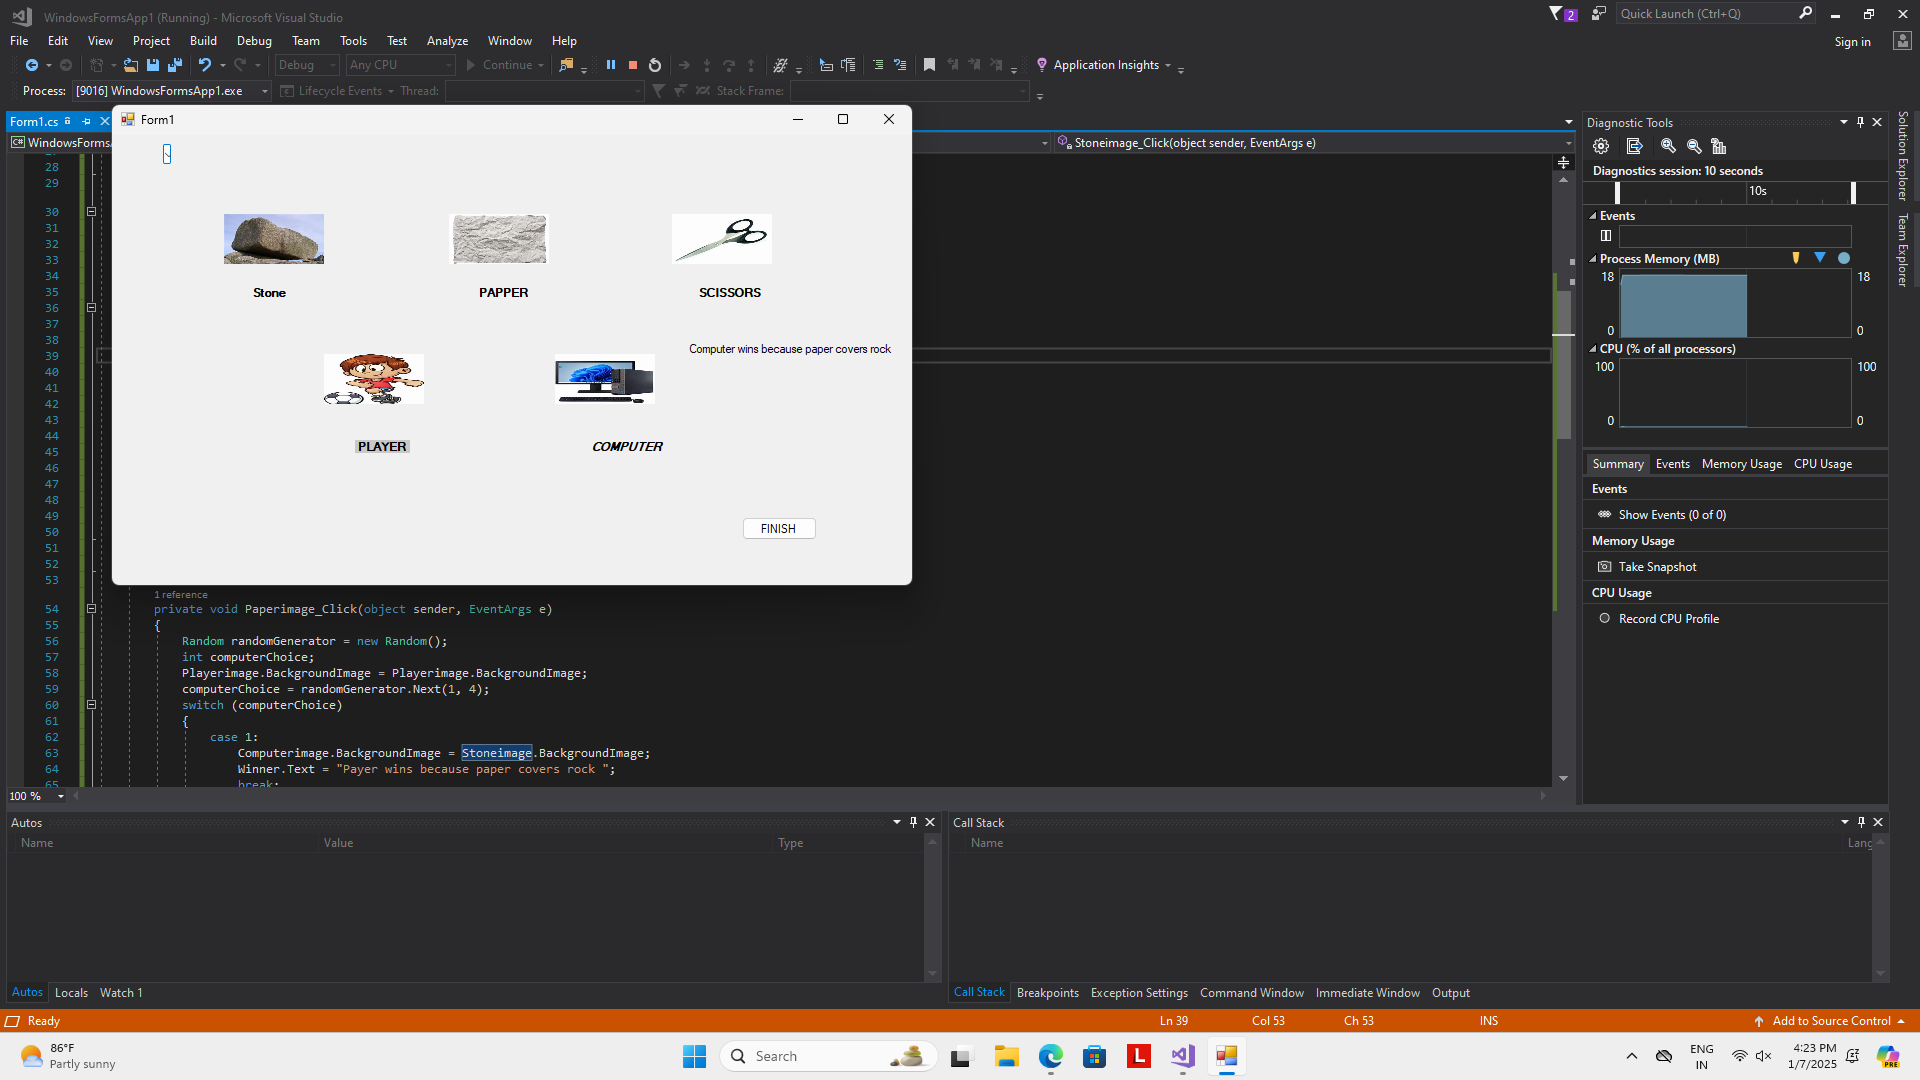 WindowsFormsApp1 (Running) - Microsoft Visual Studio
2
Quick Launch (Ctrl+Q)
File Edit View Project Build Debug Team Tools Test Analyze Window Help
Sign in
Debug Any CPU Continue Application Insights
Process: [9016] WindowsFormsApp1.exe Lifecycle Events Thread: Stack Frame:
Form1.cs
Form1
WindowsForms
Stoneimage_Click(object sender, EventArgs e)
Stone
PAPPER
SCISSORS
Computer wins because paper covers rock
PLAYER
COMPUTER
FINISH
28
29
30
31
32
33
34
35
36
37
38
39
40
41
42
43
44
45
46
47
48
49
50
51
52
53
1 reference
54 private void Paperimage_Click(object sender, EventArgs e)
55 {
56 Random randomGenerator = new Random();
57 int computerChoice;
58 Playerimage.BackgroundImage = Playerimage.BackgroundImage;
59 computerChoice = randomGenerator.Next(1, 4);
60 switch (computerChoice)
61 {
62 case 1:
63 Computerimage.BackgroundImage = Stoneimage.BackgroundImage;
64 Winner.Text = "Payer wins because paper covers rock ";
65 break;
100 %
Diagnostic Tools
Diagnostics session: 10 seconds
10s
Events
Process Memory (MB)
18 18
0 0
CPU (% of all processors)
100 100
0 0
Summary Events Memory Usage CPU Usage
Events
Show Events (0 of 0)
Memory Usage
Take Snapshot
CPU Usage
Record CPU Profile
Solution Explorer
Team Explorer
Autos
Name Value Type
Autos Locals Watch 1
Call Stack
Name Lang
Call Stack Breakpoints Exception Settings Command Window Immediate Window Output
Ready Ln 39 Col 53 Ch 53 INS Add to Source Control
86°F
Partly sunny
Search
L
ENG
IN
4:23 PM
1/7/2025
PRE